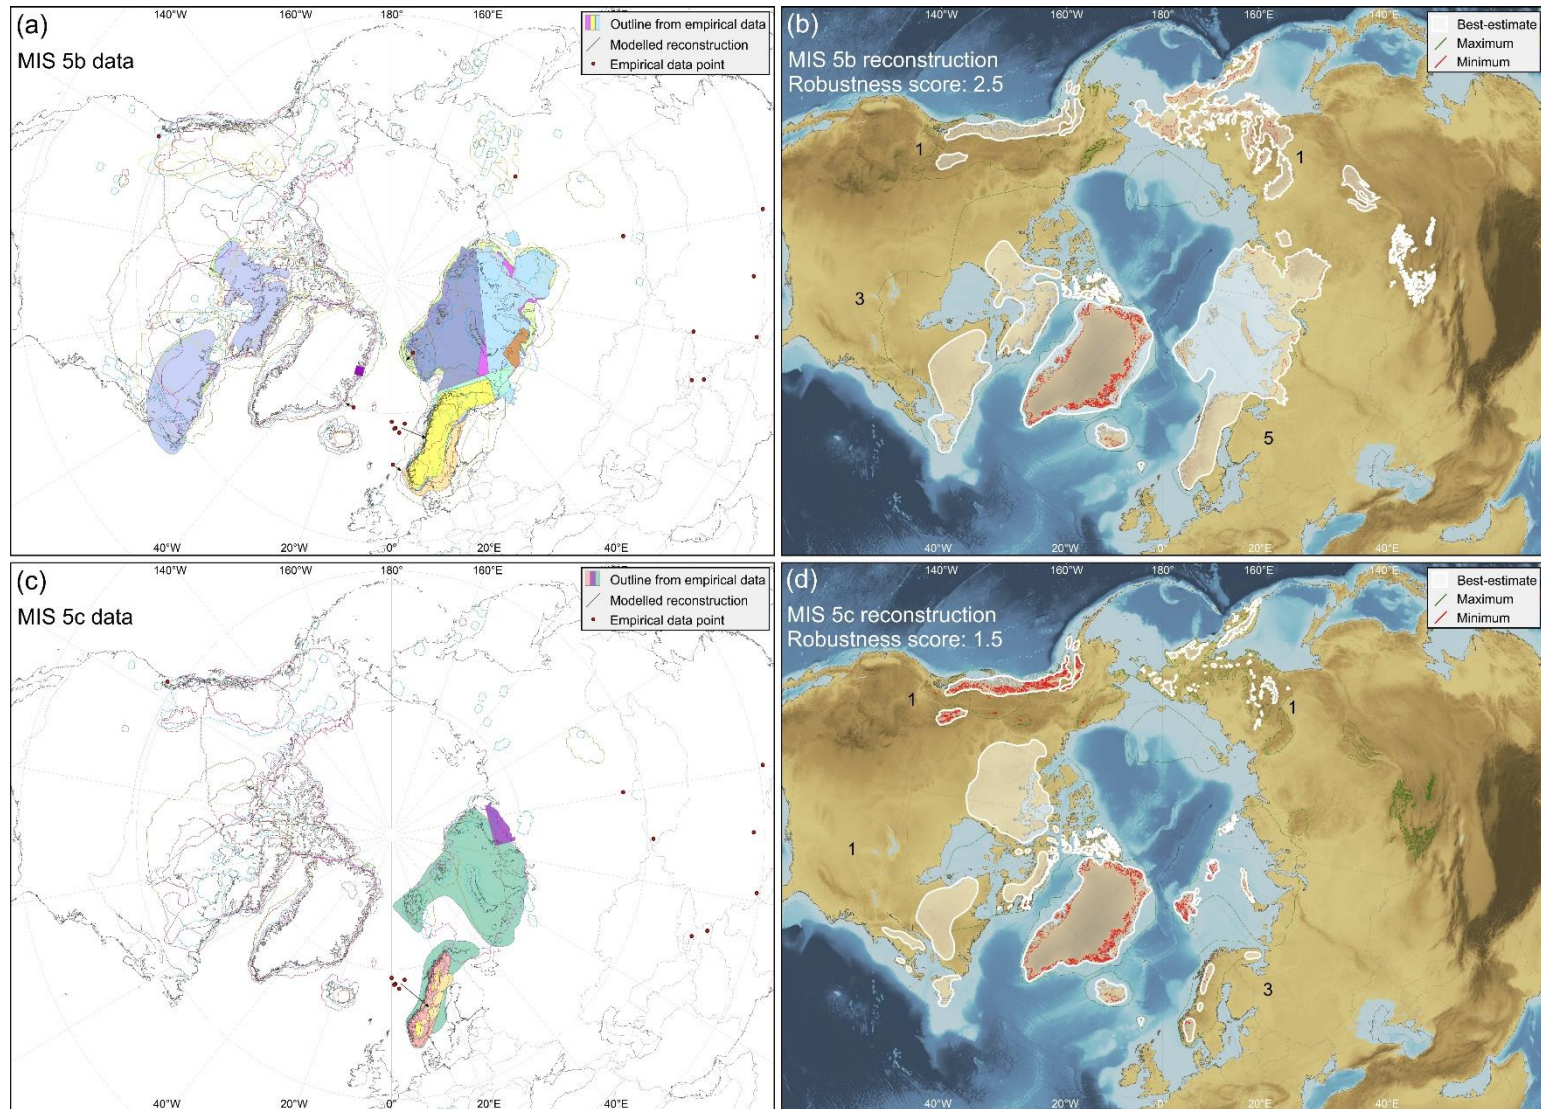 (a)
MIS 5b data
140°W
160°W
180°
160°E
Outline from empirical data
Modelled reconstruction
Empirical data point
40°W
20°W
0°
20°E
(b)
MIS 5b reconstruction
Robustness score: 2.5
140°W
160°W
180°
160°E
Best-estimate
Maximum
Minimum
1
1
3
5
40°W
20°W
0°
20°E
40°E
(c)
MIS 5c data
140°W
160°W
180°
160°E
Outline from empirical data
Modelled reconstruction
Empirical data point
40°W
20°W
0°
20°E
(d)
MIS 5c reconstruction
Robustness score: 1.5
140°W
160°W
180°
160°E
Best-estimate
Maximum
Minimum
1
1
1
3
40°W
20°W
0°
20°E
40°E